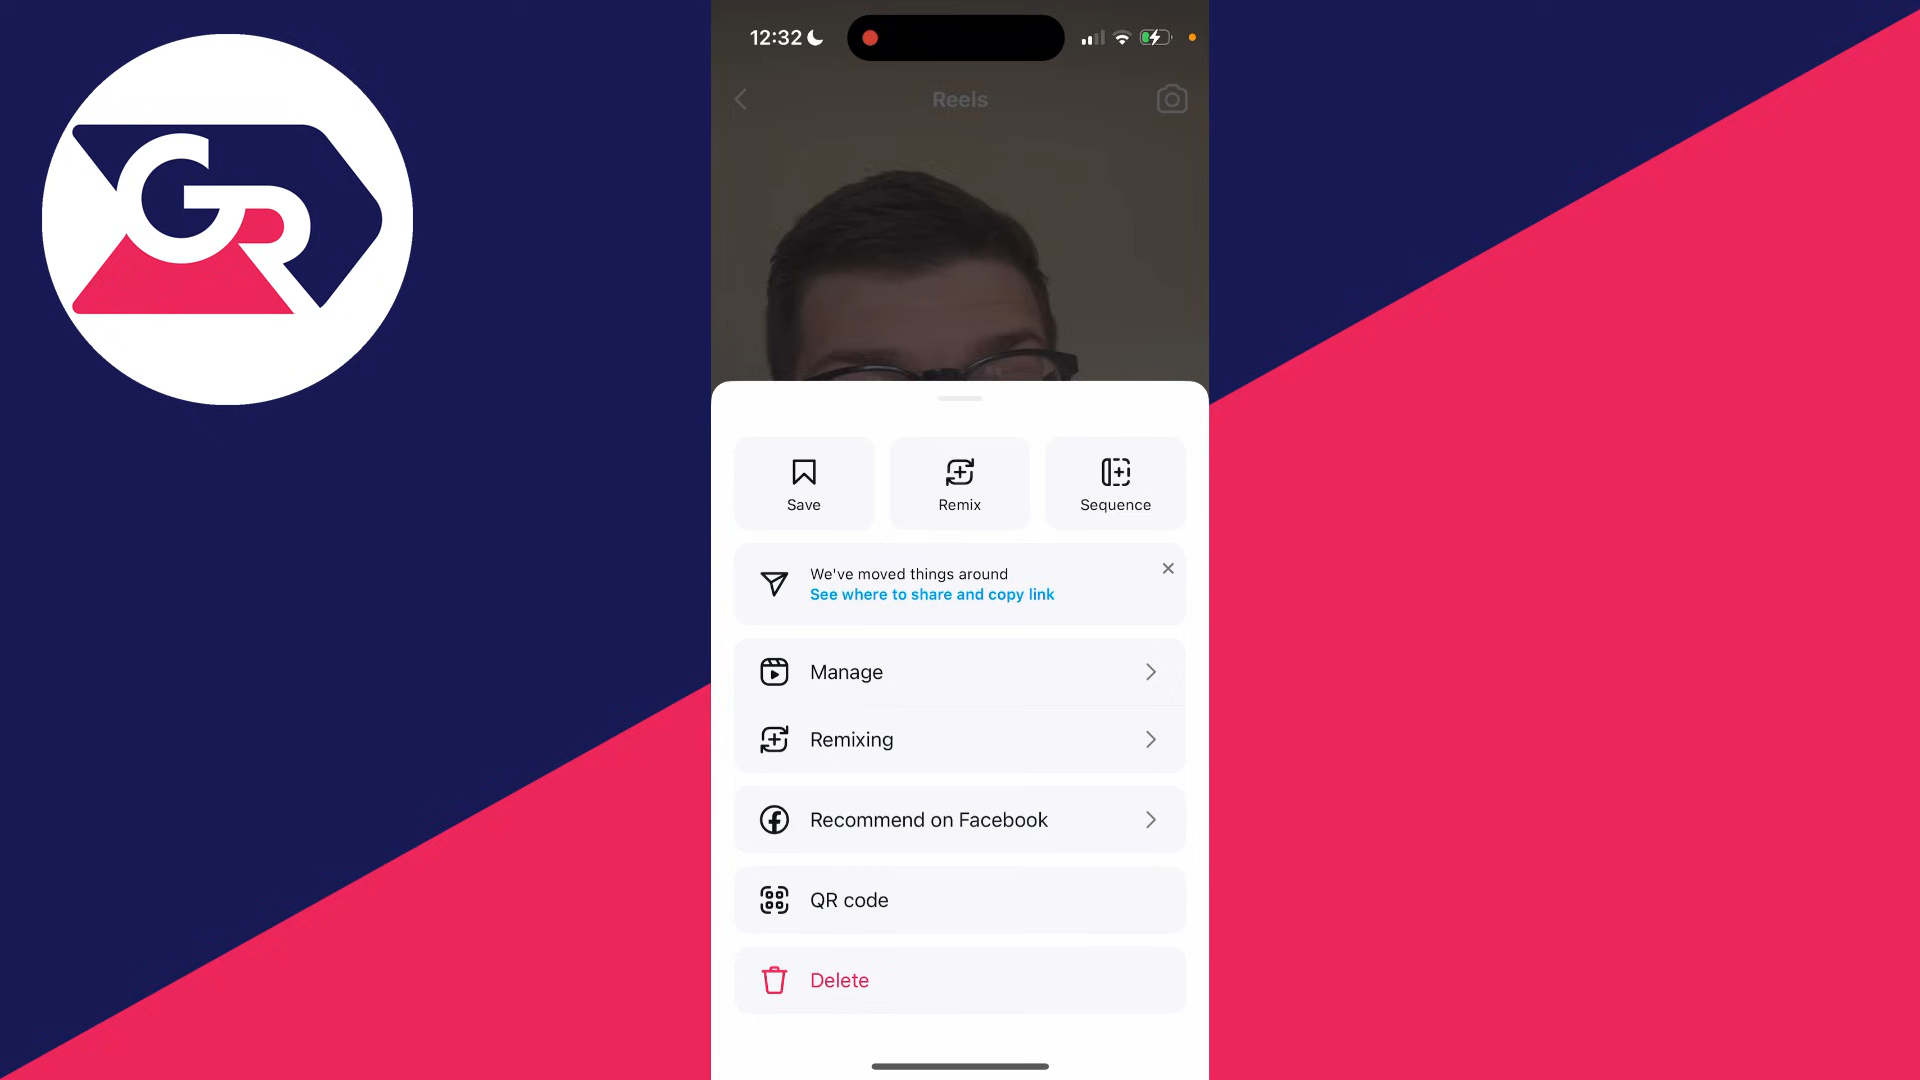 GR
12:32
Reels
Save
Remix
Sequence
We've moved things around
See where to share and copy link
Manage
Remixing
Recommend on Facebook
QR code
Delete